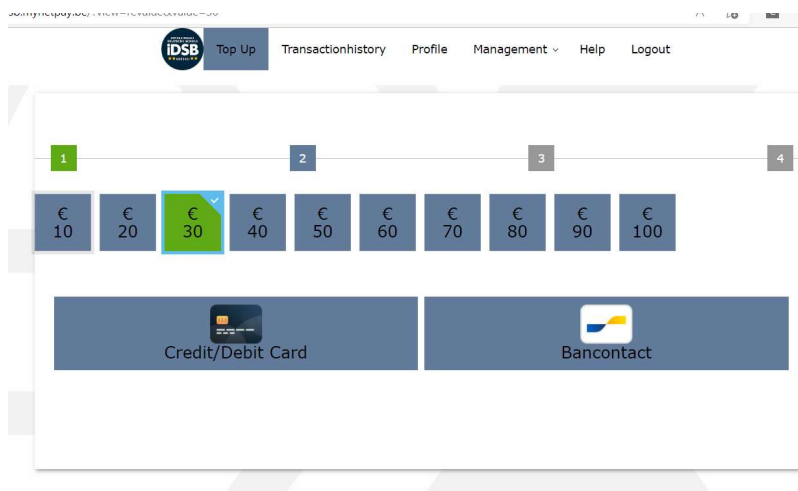 iDSB
Top Up Transactionhistory Profile Management Help Logout
1 2 3 4
€ € € € € € € € € €
10 20 30 40 50 60 70 80 90 100
Credit/Debit Card Bancontact